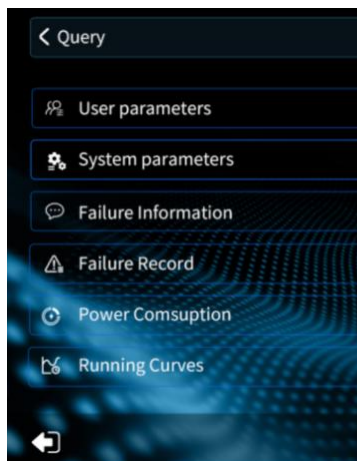 Query
User parameters
System parameters
Failure Information
Failure Record
Power Comsuption
Running Curves